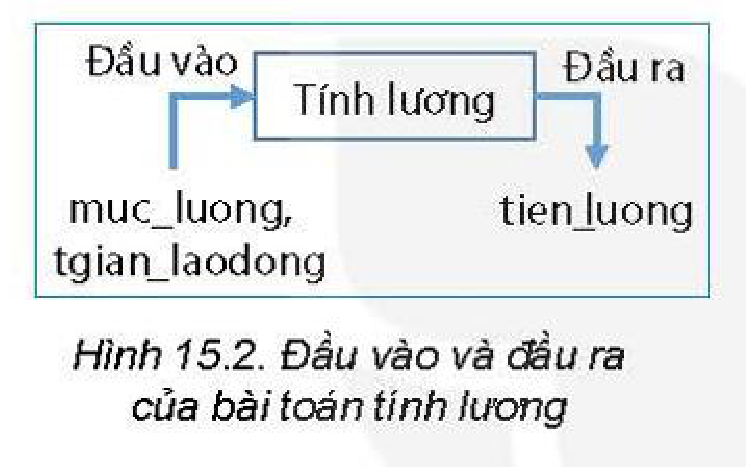 Đầu vào
Đầu ra
Tính lương
muc_luong,
tgian_laodong
tien_luong
Hình 15.2. Đầu vào và đầu ra
của bài toán tính lương